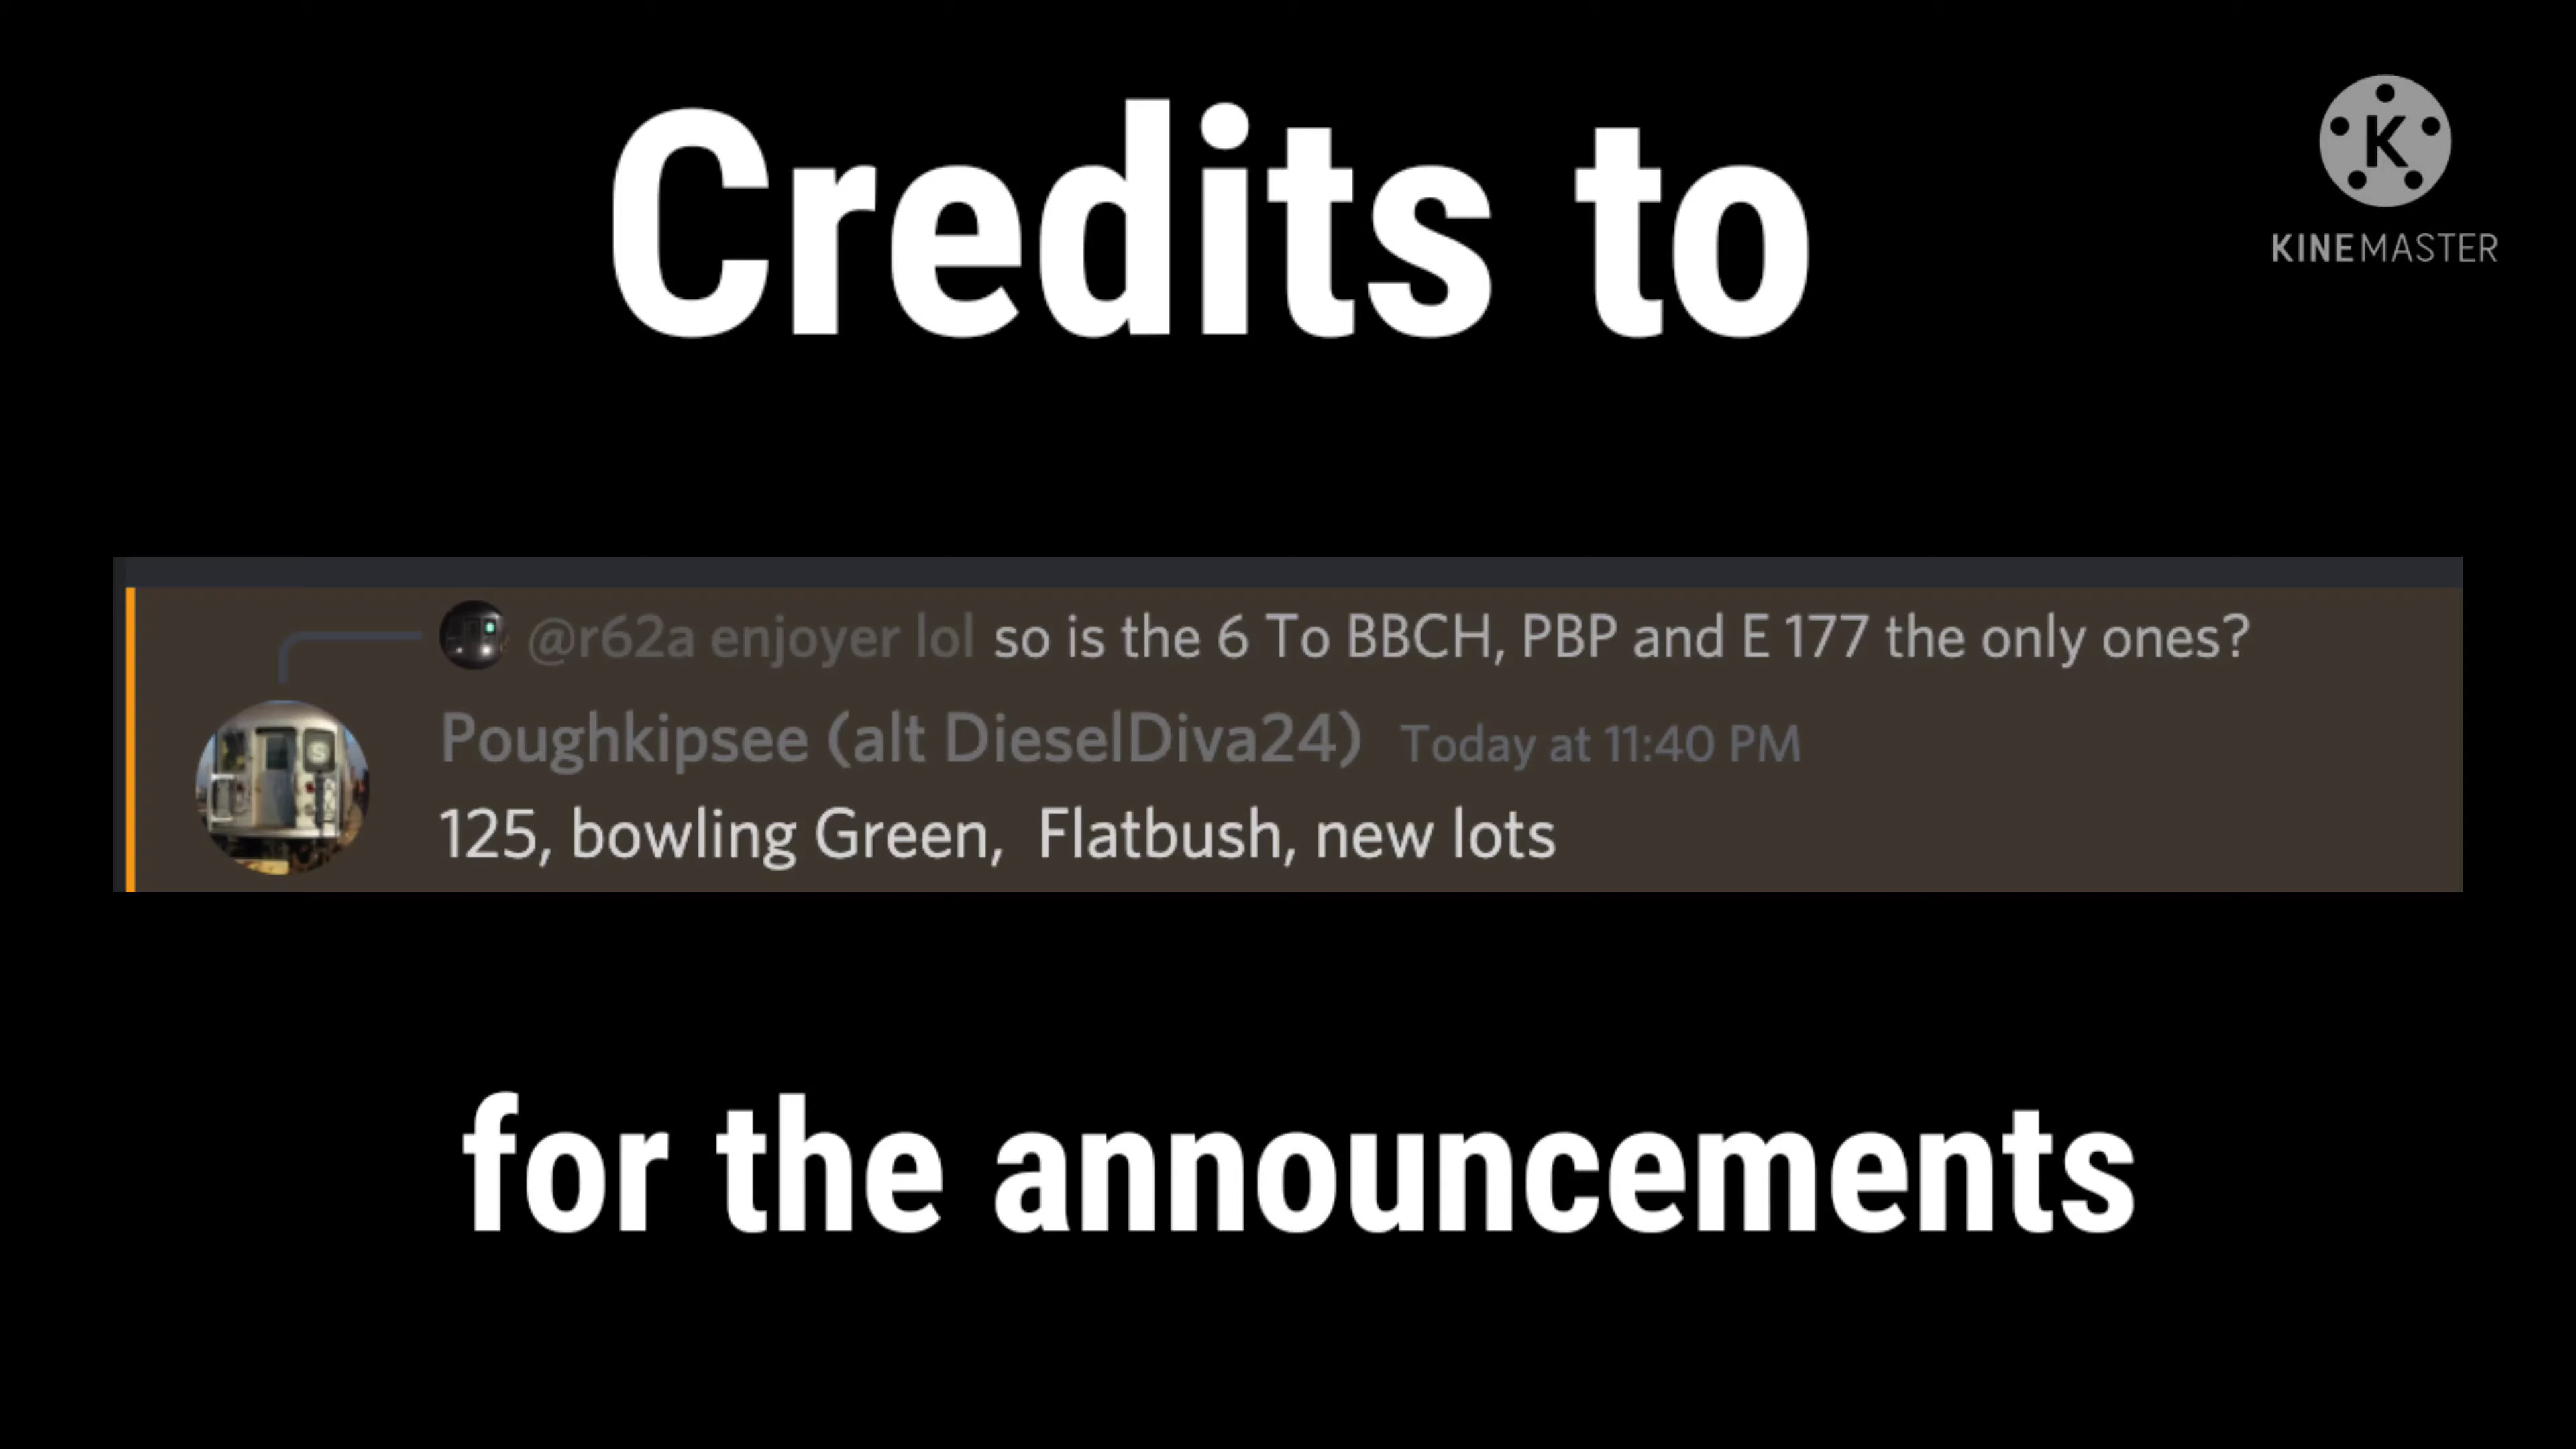 Credits to
K
KINEMASTER
@r62a enjoyer lol so is the 6 To BBCH, PBP and E 177 the only ones?
Poughkipsee (alt DieselDiva24) Today at 11:40 PM
125, bowling Green, Flatbush, new lots
for the announcements